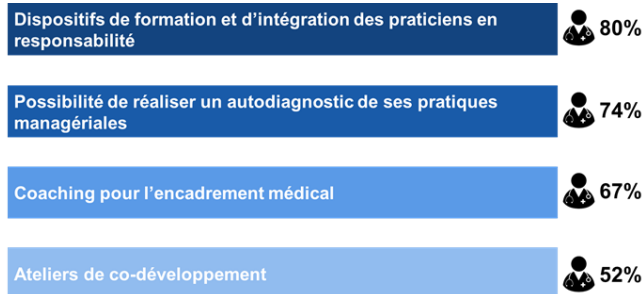 Dispositifs de formation et d'intégration des praticiens en
responsabilité
80%
Possibilité de réaliser un autodiagnostic de ses pratiques
managériales
74%
Coaching pour l'encadrement médical
67%
Ateliers de co-développement
52%